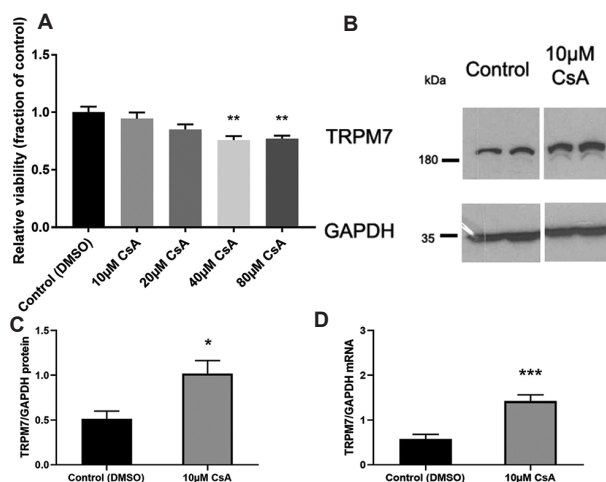 A
Relative viability (fraction of control)
1.5
1.0
0.5
0.0
**
**
Control (DMSO)
10µM CsA
20µM CsA
40µM CsA
80µM CsA
B
kDa
Control
10µM
CsA
TRPM7
180
GAPDH
35
C
TRPM7/GAPDH protein
1.5
1.0
0.5
0.0
*
Control (DMSO)
10µM CsA
D
TRPM7/GAPDH mRNA
3
2
1
0
***
Control (DMSO)
10µM CsA